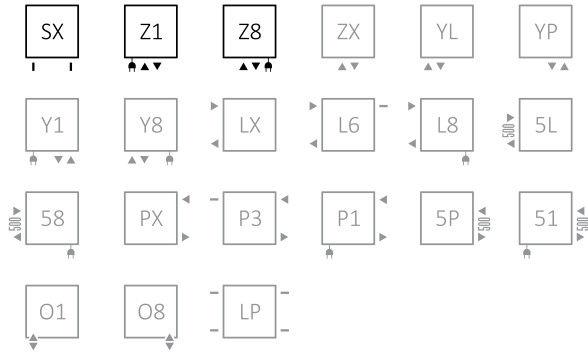 SX Z1 Z8 ZX YL YP
Y1 Y8 LX L6 L8 500 5L
500 58 PX P3 P1 5P 500 51 500
O1 O8 LP